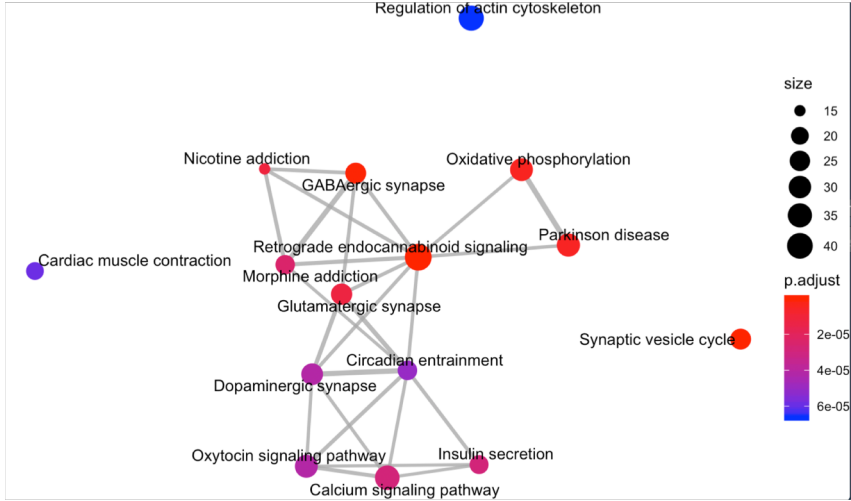 Regulation of actin cytoskeleton
size
15
Nicotine addiction
Oxidative phosphorylation
20
GABAergic synapse
25
30
35
Retrograde endocannabinoid signaling
Parkinson disease
40
Cardiac muscle contraction
Morphine addiction
p.adjust
Glutamatergic synapse
2e-05
Synaptic vesicle cycle
Circadian entrainment
4e-05
Dopaminergic synapse
6e-05
Oxytocin signaling pathway
Insulin secretion
Calcium signaling pathway